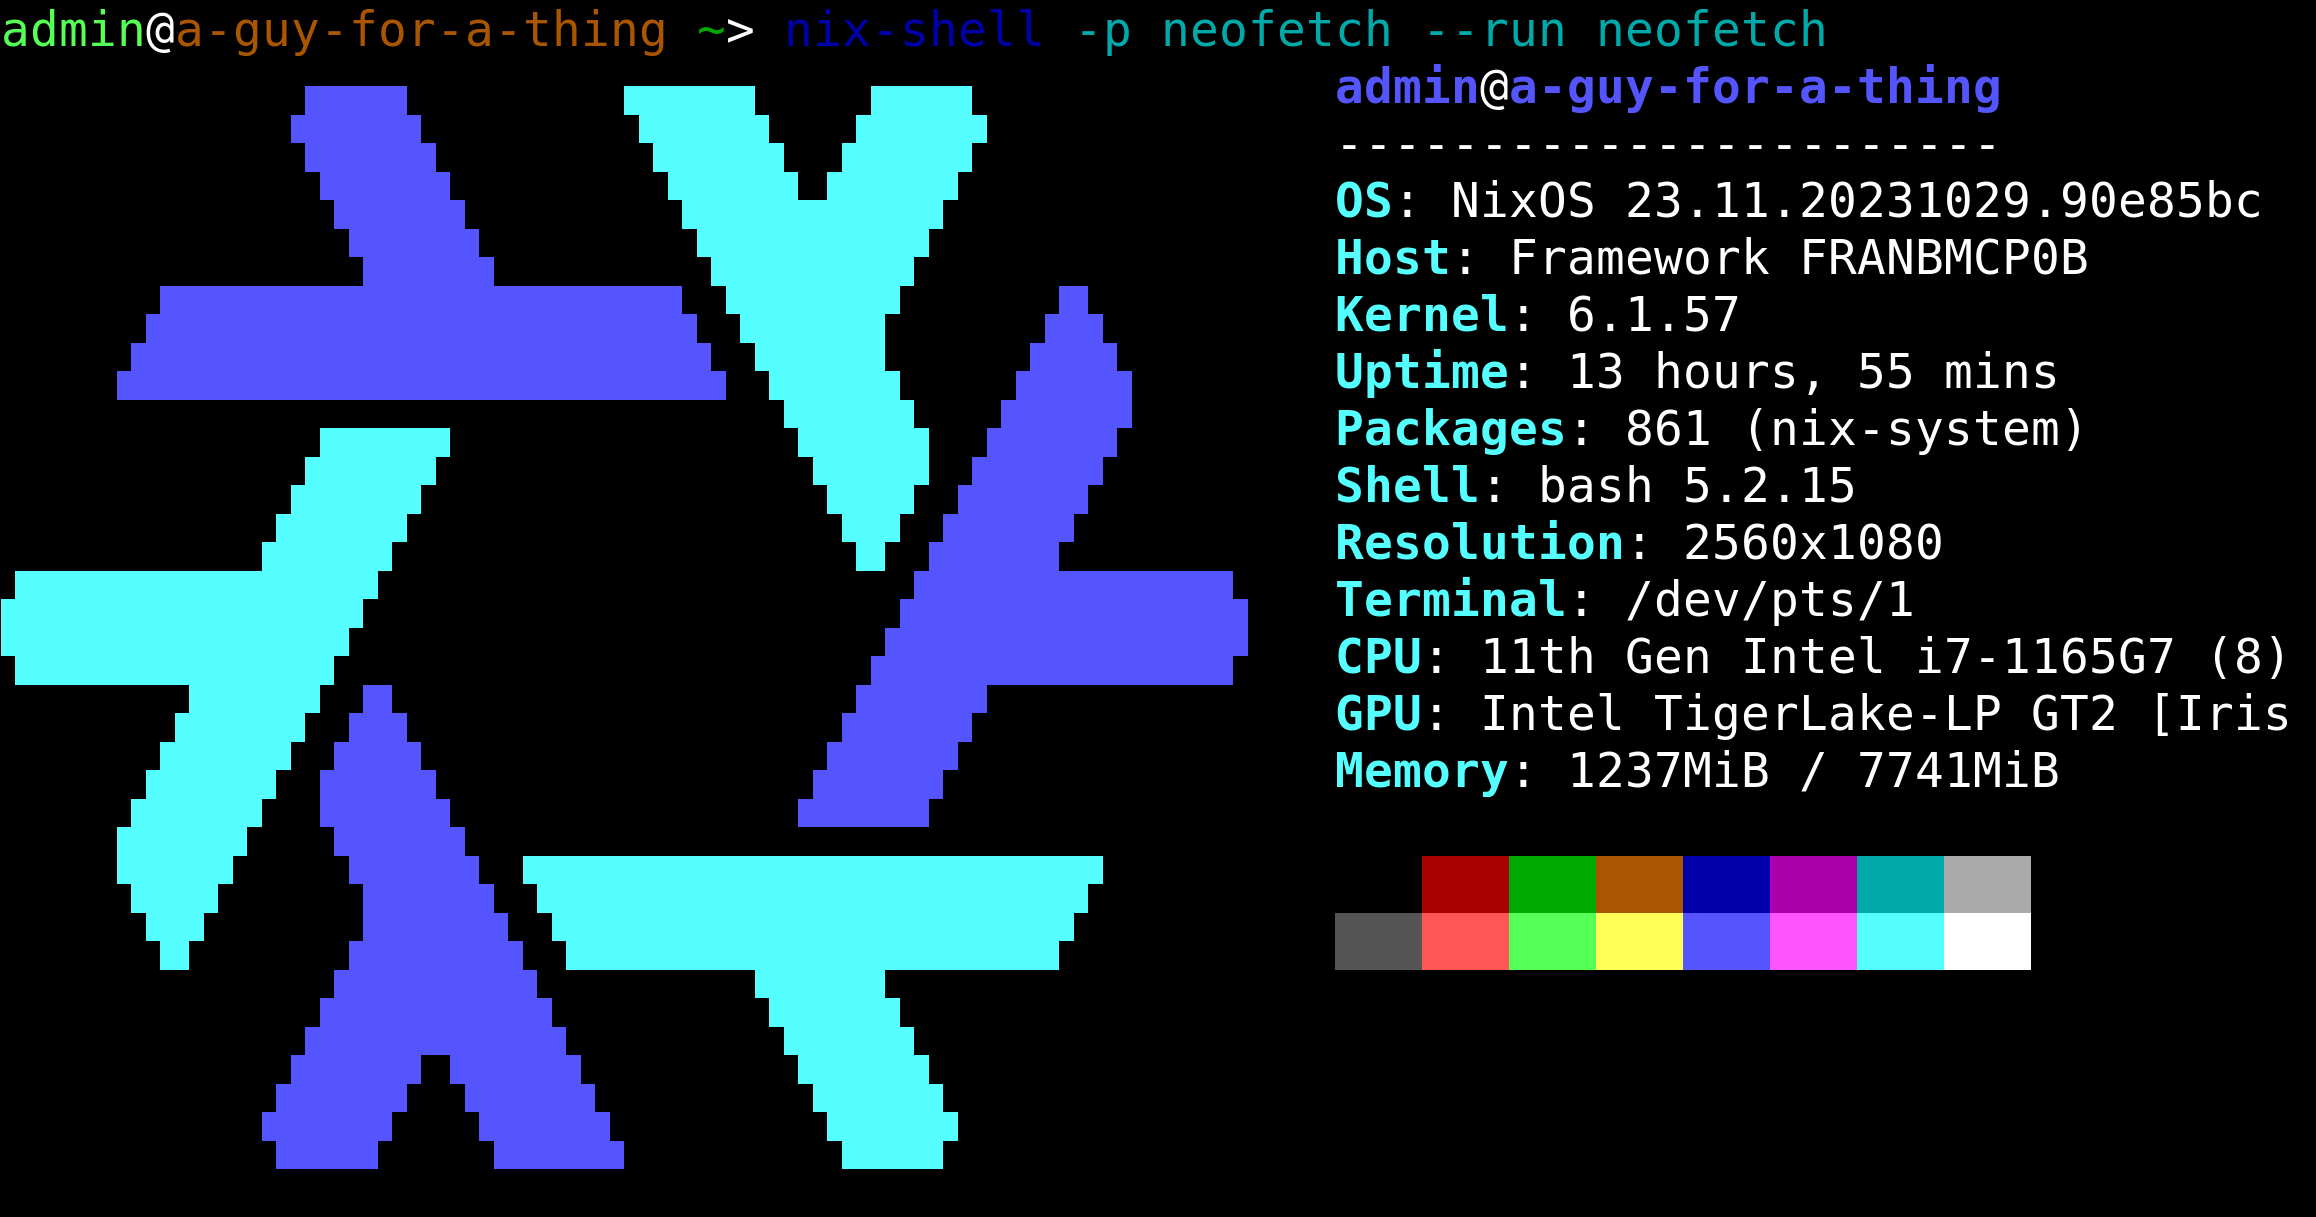 admin@a-guy-for-a-thing ~> nix-shell -p neofetch --run neofetch
admin@a-guy-for-a-thing
-----------------------
OS: NixOS 23.11.20231029.90e85bc
Host: Framework FRANBMCP0B
Kernel: 6.1.57
Uptime: 13 hours, 55 mins
Packages: 861 (nix-system)
Shell: bash 5.2.15
Resolution: 2560x1080
Terminal: /dev/pts/1
CPU: 11th Gen Intel i7-1165G7 (8)
GPU: Intel TigerLake-LP GT2 [Iris
Memory: 1237MiB / 7741MiB